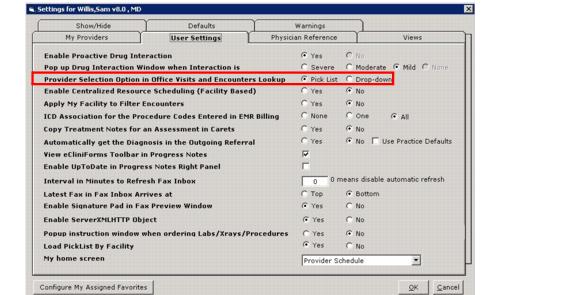 Settings for Willis,Sam v8.0 , MD
Show/Hide Defaults Warnings
My Providers User Settings Physician Reference Views
Enable Proactive Drug Interaction Yes No
Pop up Drug Interaction Window when Interaction is Severe Moderate Mild None
Provider Selection Option in Office Visits and Encounters Lookup Pick List Drop-down
Enable Centralized Resource Scheduling (Facility Based) Yes No
Apply My Facility to Filter Encounters Yes No
ICD Association for the Procedure Codes Entered in EMR Billing None One All
Copy Treatment Notes for an Assessment in Carets Yes No
Automatically get the Diagnosis in the Outgoing Referral Yes No Use Practice Defaults
View eCliniForms Toolbar in Progress Notes
Enable UpToDate in Progress Notes Right Panel
Interval in Minutes to Refresh Fax Inbox 0 0 means disable automatic refresh
Latest Fax in Fax Inbox Arrives at Top Bottom
Enable Signature Pad in Fax Preview Window Yes No
Enable ServerXMLHTTP Object Yes No
Popup instruction window when ordering Labs/Xrays/Procedures Yes No
Load PickList By Facility Yes No
My home screen Provider Schedule
Configure My Assigned Favorites OK Cancel